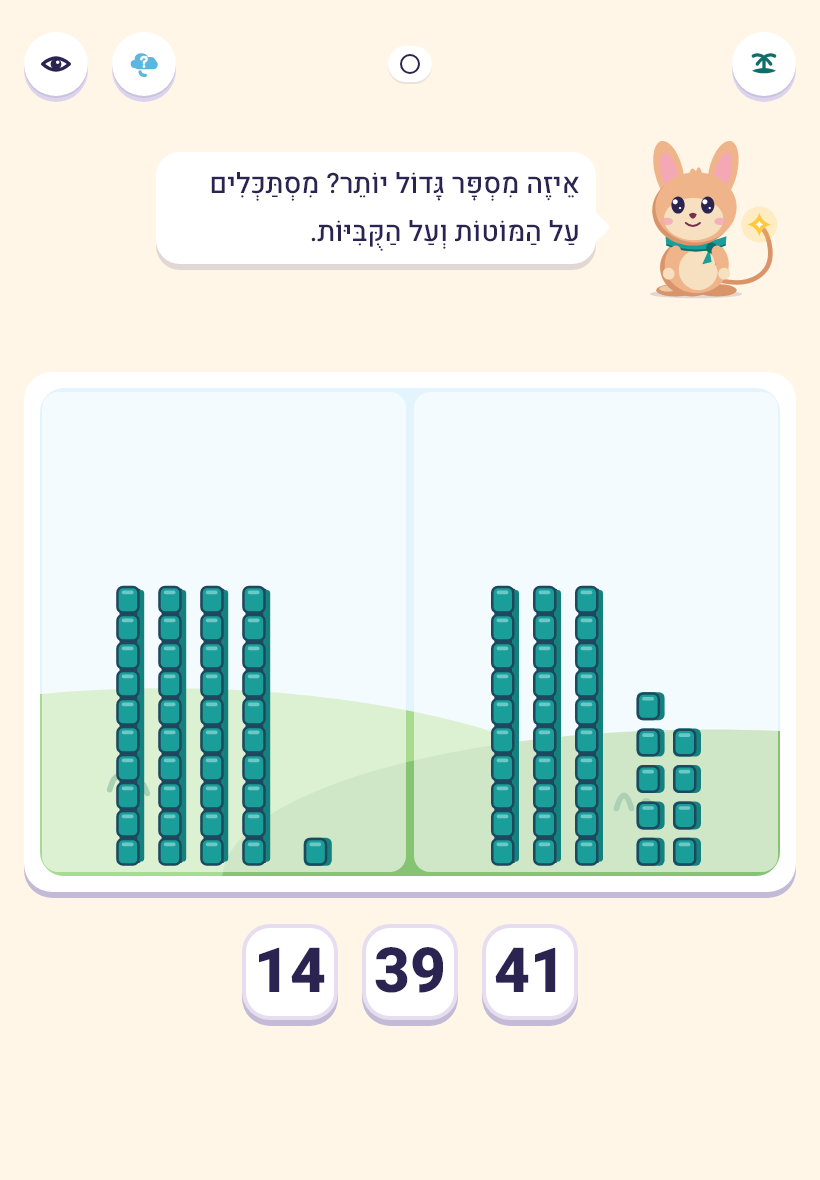 ?
אֵיזֶה מִסְפָּר גָּדוֹל יוֹתֵר? מִסְתַּכְּלִים
עַל הַמּוֹטוֹת וְעַל הַקֻּבִּיּוֹת.
14 39 41